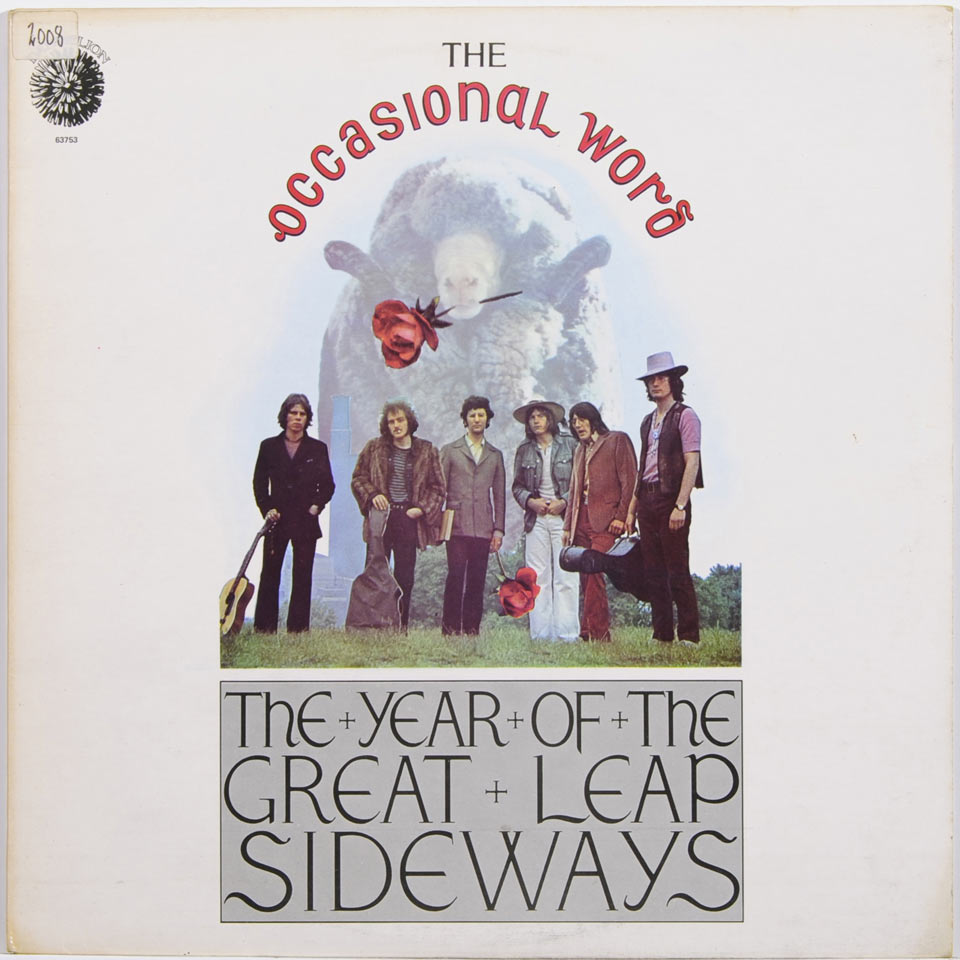 2008
63753
THE
OCCASIONAL WORD
THE + YEAR + OF + THE
GREAT + LEAP
SIDEWAYS